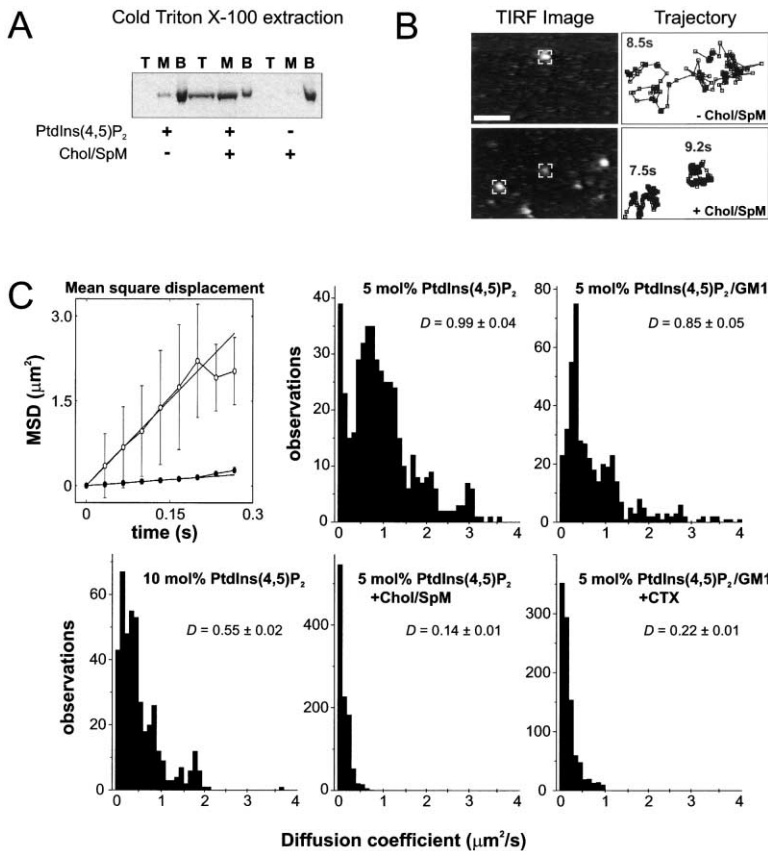 A
Cold Triton X-100 extraction
T M B T M B T M B
PtdIns(4,5)P₂ + + -
Chol/SpM - + +
B
TIRF Image
Trajectory
8.5s
- Chol/SpM
9.2s
7.5s
+ Chol/SpM
C
Mean square displacement
MSD (μm²)
3.0
1.5
0
0 0.15 0.3
time (s)
5 mol% PtdIns(4,5)P₂
D = 0.99 ± 0.04
observations
40
30
20
10
0
0 1 2 3 4
5 mol% PtdIns(4,5)P₂/GM1
D = 0.85 ± 0.05
80
60
40
20
0
0 1 2 3 4
10 mol% PtdIns(4,5)P₂
D = 0.55 ± 0.02
observations
60
40
20
0
0 1 2 3 4
5 mol% PtdIns(4,5)P₂
+Chol/SpM
D = 0.14 ± 0.01
400
200
0
0 1 2 3 4
5 mol% PtdIns(4,5)P₂/GM1
+CTX
D = 0.22 ± 0.01
300
200
100
0
0 1 2 3 4
Diffusion coefficient (μm²/s)